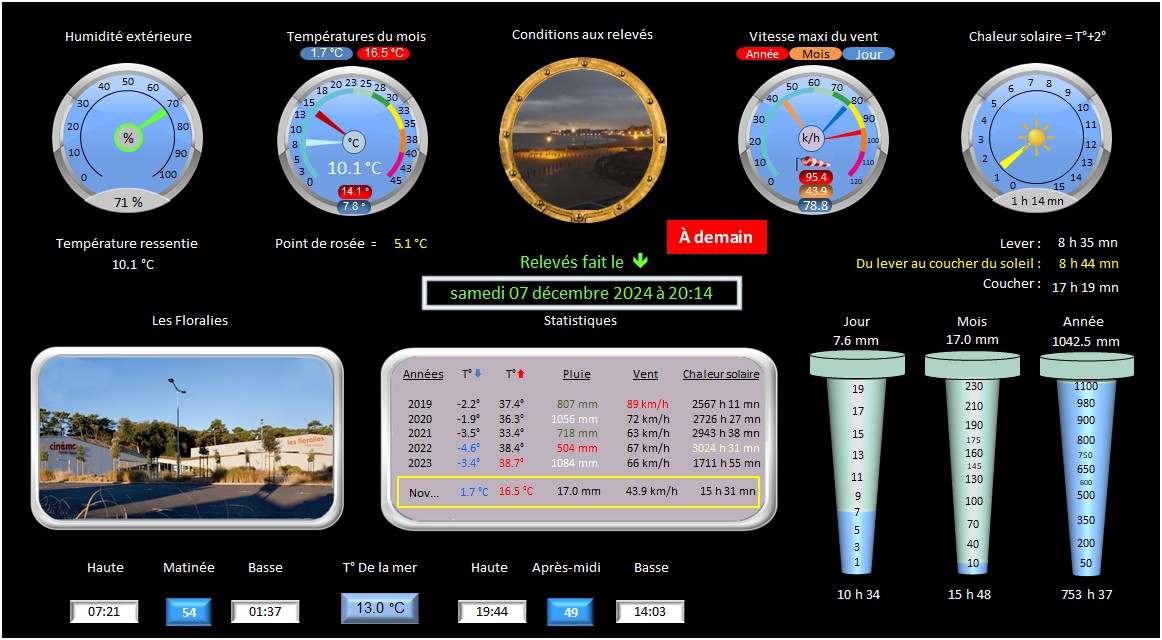 Humidité extérieure
Températures du mois
Conditions aux relevés
Vitesse maxi du vent
Chaleur solaire = T°+2°
1.7 °C 16.5 °C
Année Mois Jour
0 10 20 30 40 50 60 70 80 90 100
%
71 %
0 3 5 8 10 13 15 18 20 23 25 28 30 33 35 38 40 43 45
°C
10.1 °C
14.1 °
7.8 °
0 10 20 30 40 50 60 70 80 90 100 110 120
k/h
95.4
43.9
78.8
0 1 2 3 4 5 6 7 8 9 10 11 12 13 14 15
1 h 14 mn
Température ressentie
10.1 °C
Point de rosée = 5.1 °C
À demain
Relevés fait le
samedi 07 décembre 2024 à 20:14
Lever : 8 h 35 mn
Du lever au coucher du soleil : 8 h 44 mn
Coucher : 17 h 19 mn
Les Floralies
cinéma
les floralies
Statistiques
Années T° T° Pluie Vent Chaleur solaire
2019 -2.2° 37.4° 807 mm 89 km/h 2567 h 11 mn
2020 -1.9° 36.3° 1056 mm 72 km/h 2726 h 27 mn
2021 -3.5° 33.4° 718 mm 63 km/h 2943 h 38 mn
2022 -4.6° 38.4° 504 mm 67 km/h 3024 h 31 mn
2023 -3.4° 38.7° 1084 mm 66 km/h 1711 h 55 mn
Nov... 1.7 °C 16.5 °C 17.0 mm 43.9 km/h 15 h 31 mn
Jour
7.6 mm
19
17
15
13
11
9
7
5
3
1
10 h 34
Mois
17.0 mm
230
210
190
175
160
145
130
100
70
40
10
15 h 48
Année
1042.5 mm
1100
980
900
800
750
650
600
500
350
200
50
753 h 37
Haute Matinée Basse
07:21 54 01:37
T° De la mer
13.0 °C
Haute Après-midi Basse
19:44 49 14:03